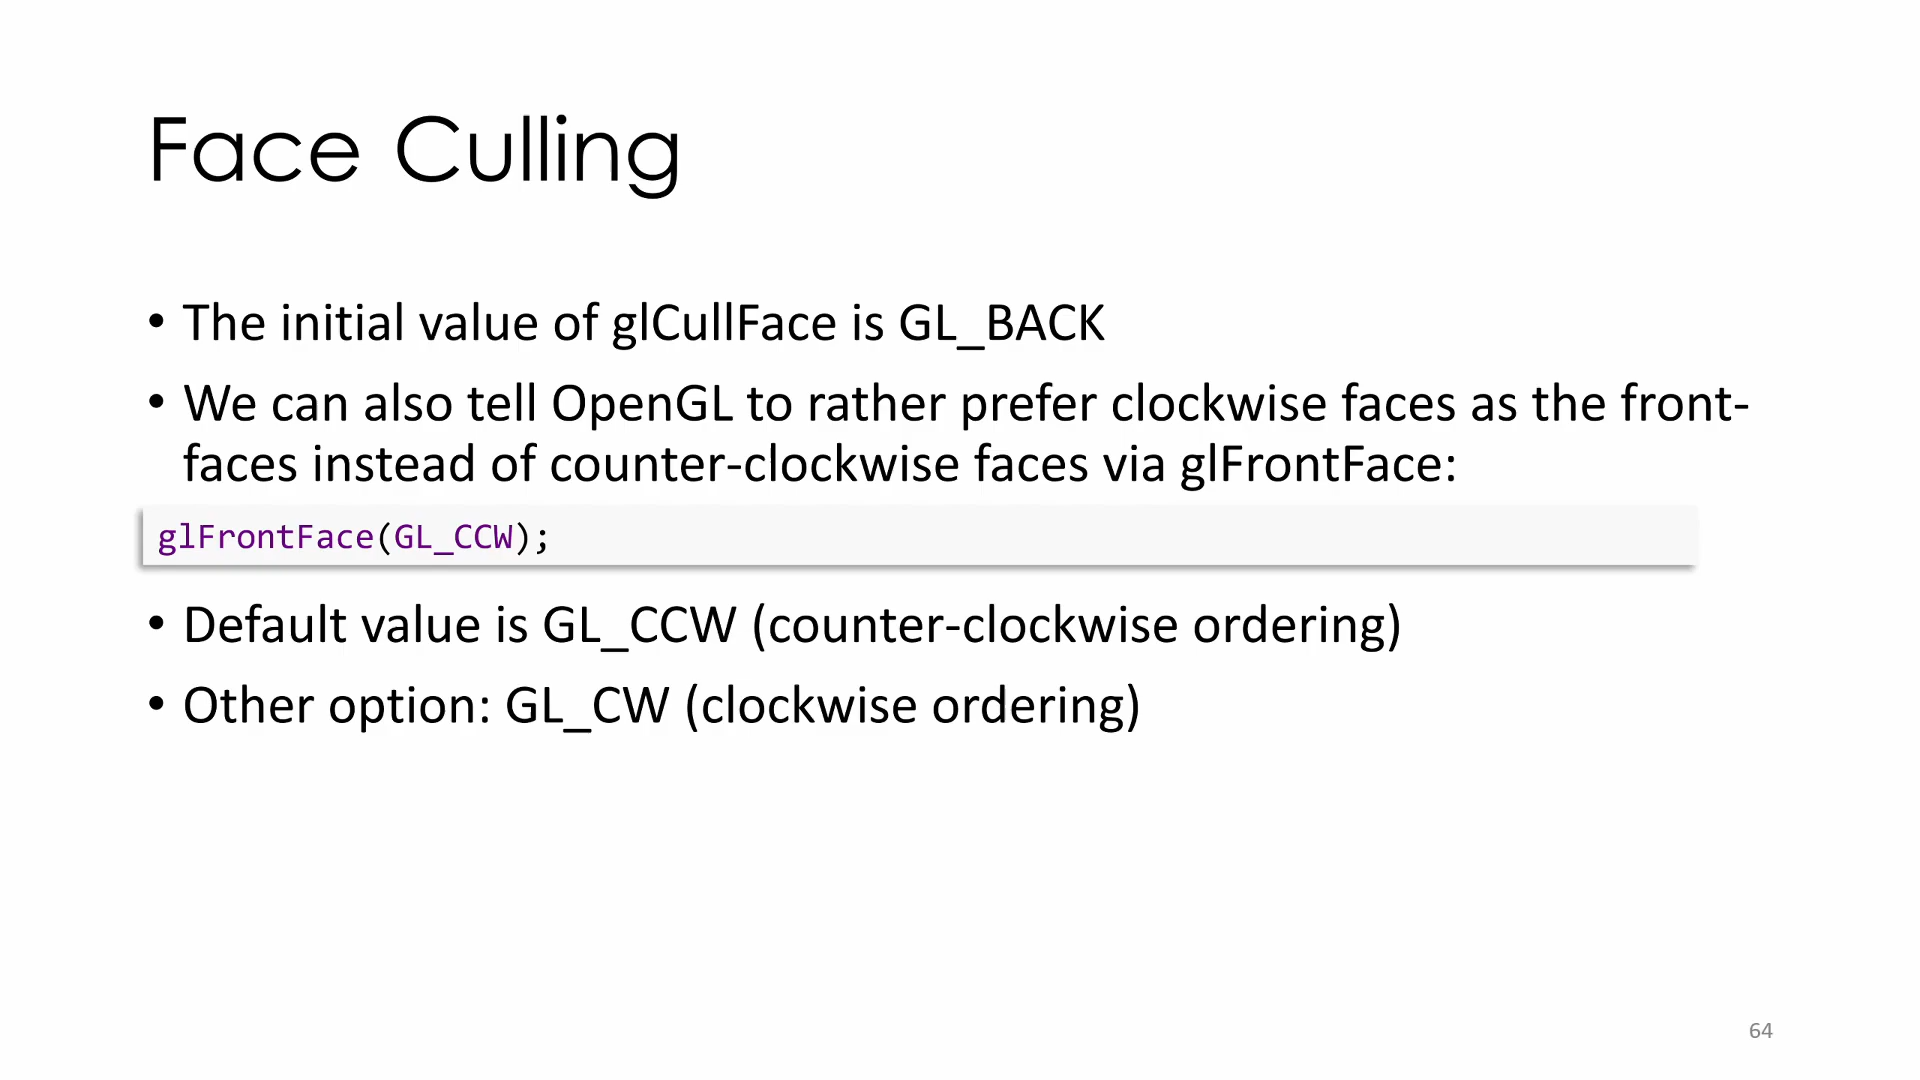 Face Culling
• The initial value of glCullFace is GL_BACK
• We can also tell OpenGL to rather prefer clockwise faces as the front-
faces instead of counter-clockwise faces via glFrontFace:
glFrontFace(GL_CCW);
• Default value is GL_CCW (counter-clockwise ordering)
• Other option: GL_CW (clockwise ordering)
64